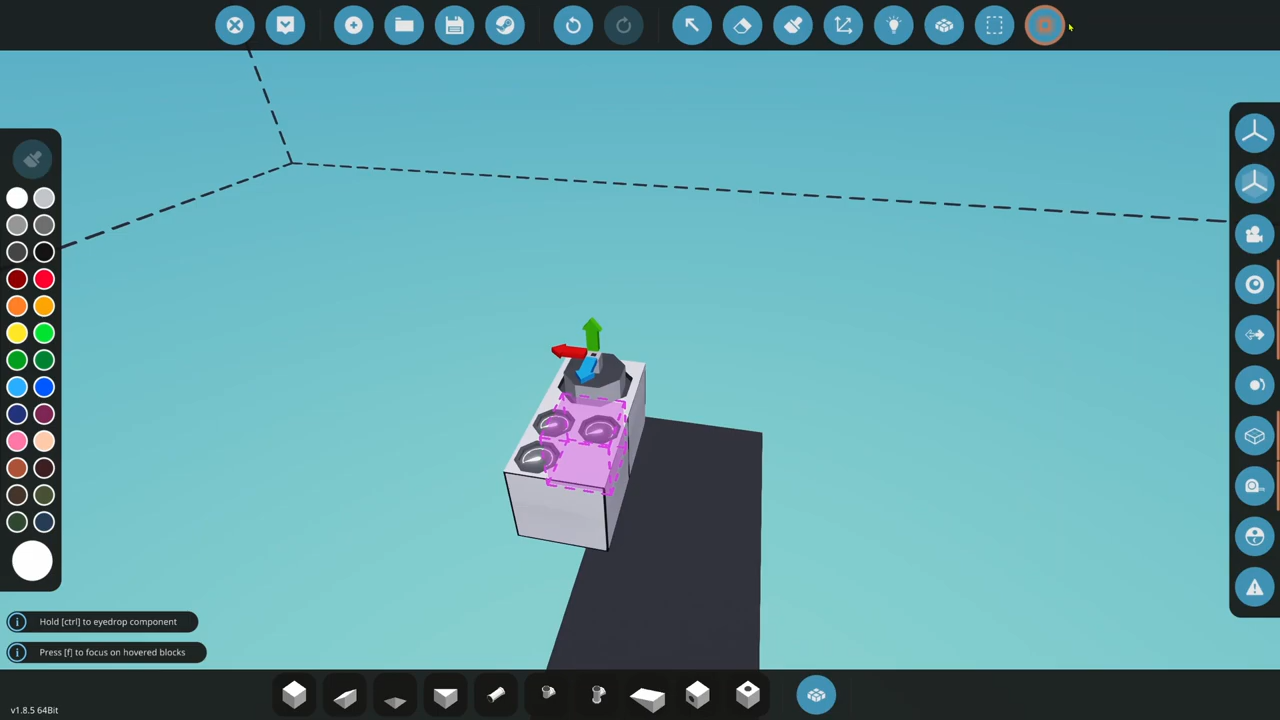 Hold [ctrl] to eyedrop component
Press [f] to focus on hovered blocks
v1.8.5 64Bit